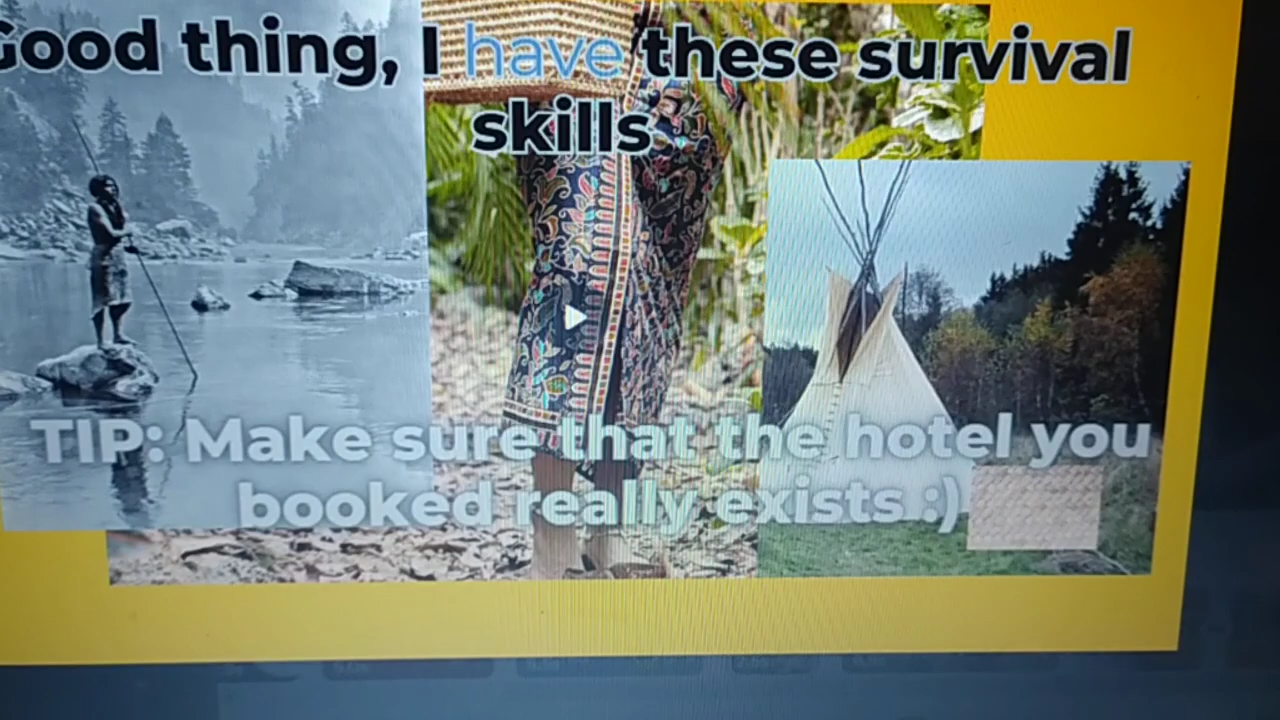 Good thing, I have these survival
skills
TIP: Make sure that the hotel you
booked really exists :)